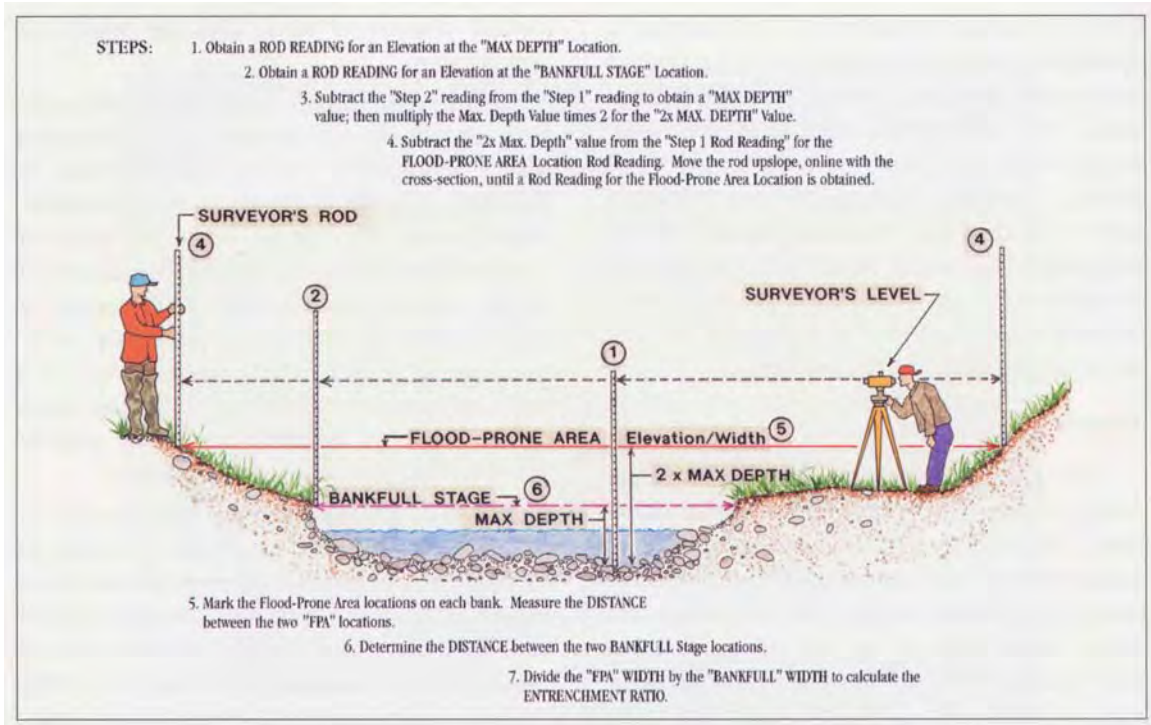 STEPS: 1. Obtain a ROD READING for an Elevation at the "MAX DEPTH" Location.
2. Obtain a ROD READING for an Elevation at the "BANKFULL STAGE" Location.
3. Subtract the "Step 2" reading from the "Step 1" reading to obtain a "MAX DEPTH"
value; then multiply the Max. Depth Value times 2 for the "2x MAX. DEPTH" Value.
4. Subtract the "2x Max. Depth" value from the "Step 1 Rod Reading" for the
FLOOD-PRONE AREA Location Rod Reading. Move the rod upslope, online with the
cross-section, until a Rod Reading for the Flood-Prone Area Location is obtained.
SURVEYOR'S ROD
4
4
2
SURVEYOR'S LEVEL
1
FLOOD-PRONE AREA Elevation/Width 5
2 x MAX DEPTH
BANKFULL STAGE 6
MAX DEPTH
5. Mark the Flood-Prone Area locations on each bank. Measure the DISTANCE
between the two "FPA" locations.
6. Determine the DISTANCE between the two BANKFULL Stage locations.
7. Divide the "FPA" WIDTH by the "BANKFULL" WIDTH to calculate the
ENTRENCHMENT RATIO.